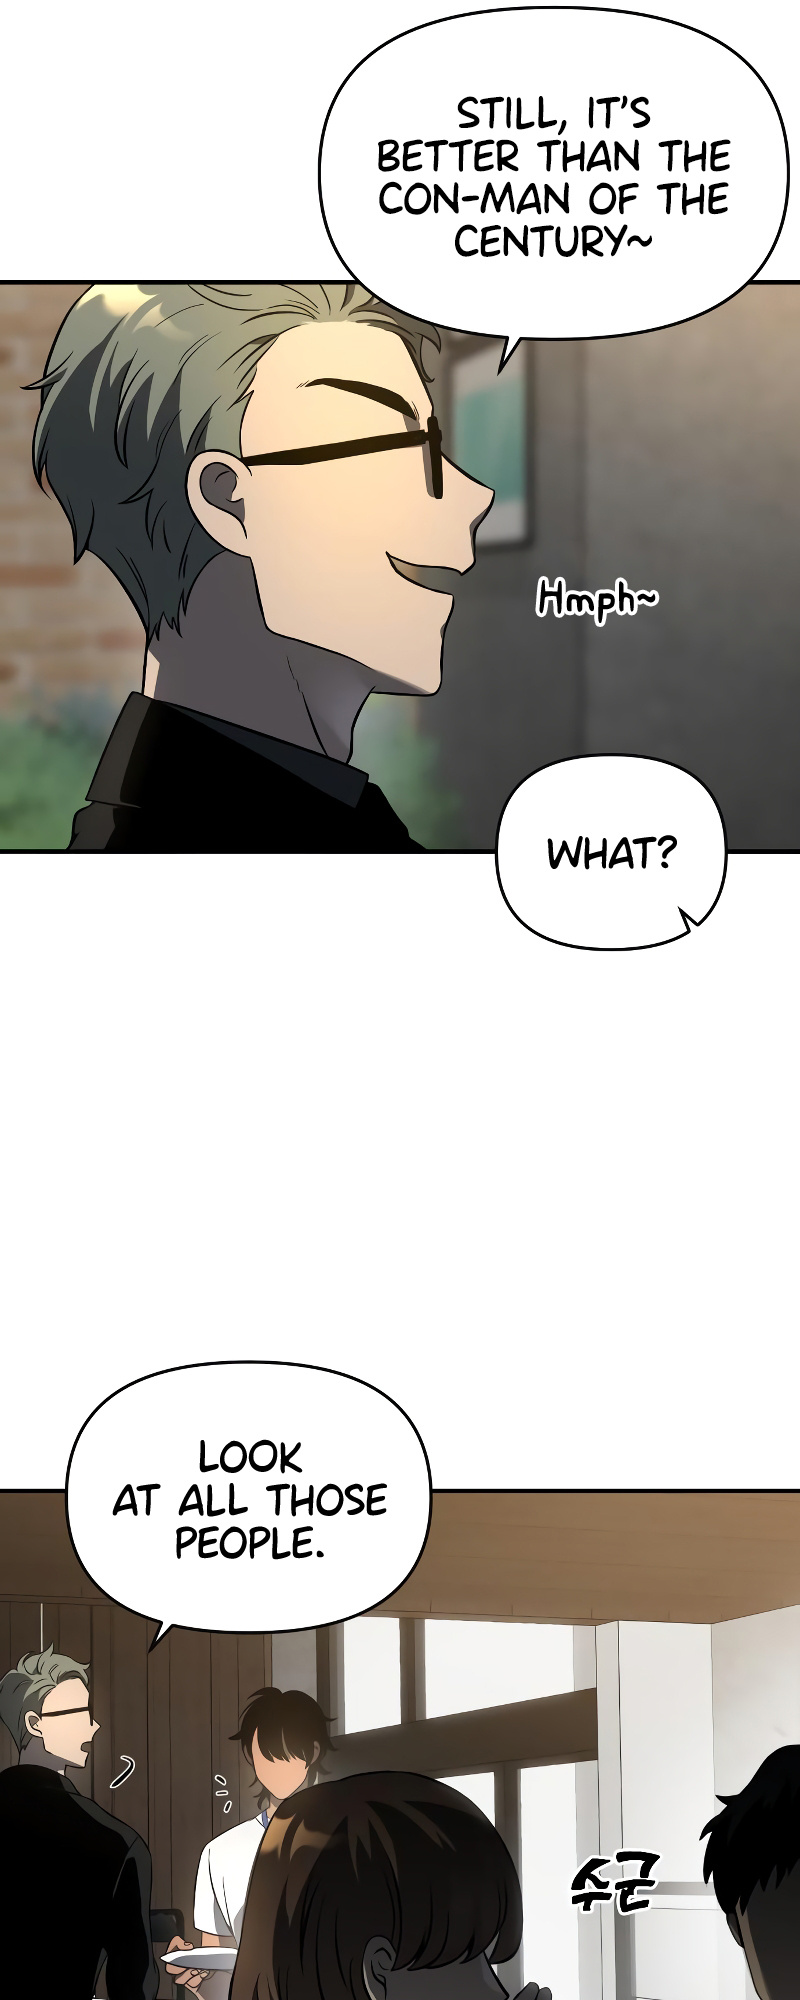 STILL, IT'S
BETTER THAN THE
CON-MAN OF THE
CENTURY~
Hmph~
WHAT?
LOOK
AT ALL THOSE
PEOPLE.
수군